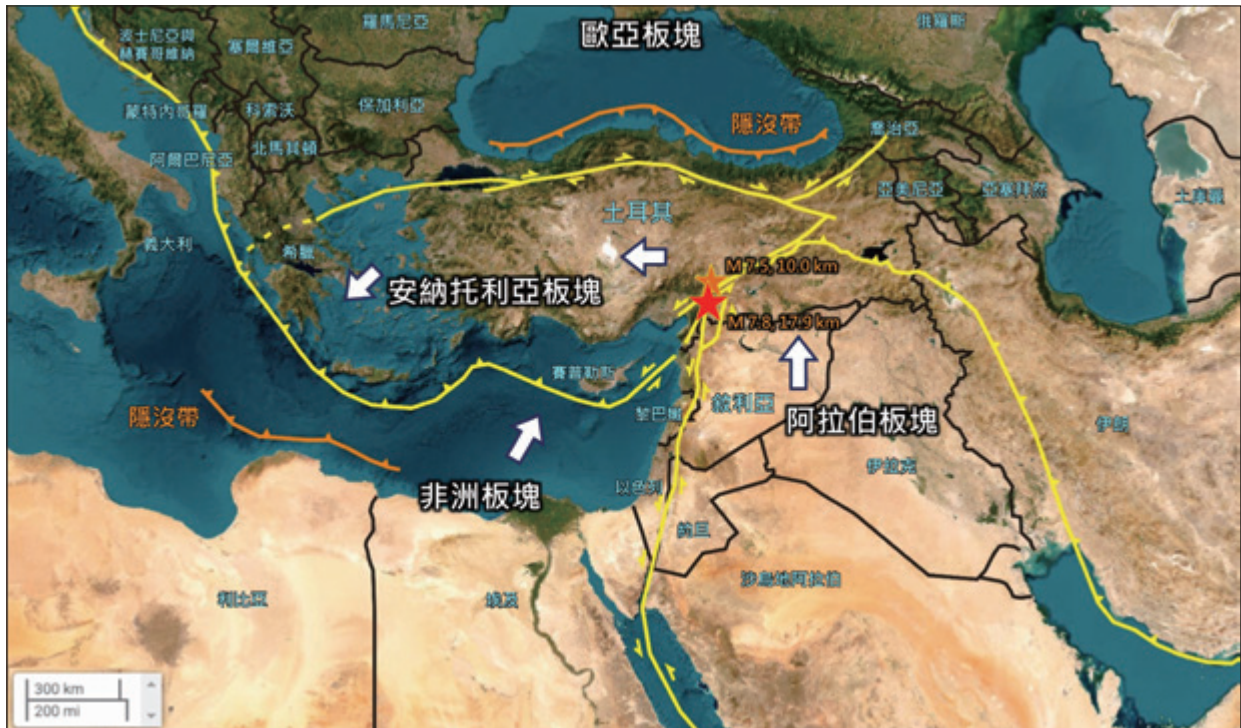 羅馬尼亞
歐亞板塊
俄羅斯
波士尼亞與
赫賽哥維納
塞爾維亞
蒙特內哥羅
科索沃
保加利亞
隱沒帶
喬治亞
北馬其頓
阿爾巴尼亞
亞美尼亞
亞塞拜然
土庫曼
土耳其
義大利
希臘
M 7.5, 10.0 km
安納托利亞板塊
M 7.8, 17.9 km
賽普勒斯
隱沒帶
黎巴嫩
敘利亞
阿拉伯板塊
伊朗
伊拉克
非洲板塊
以色列
約旦
沙烏地阿拉伯
利比亞
埃及
300 km
200 mi